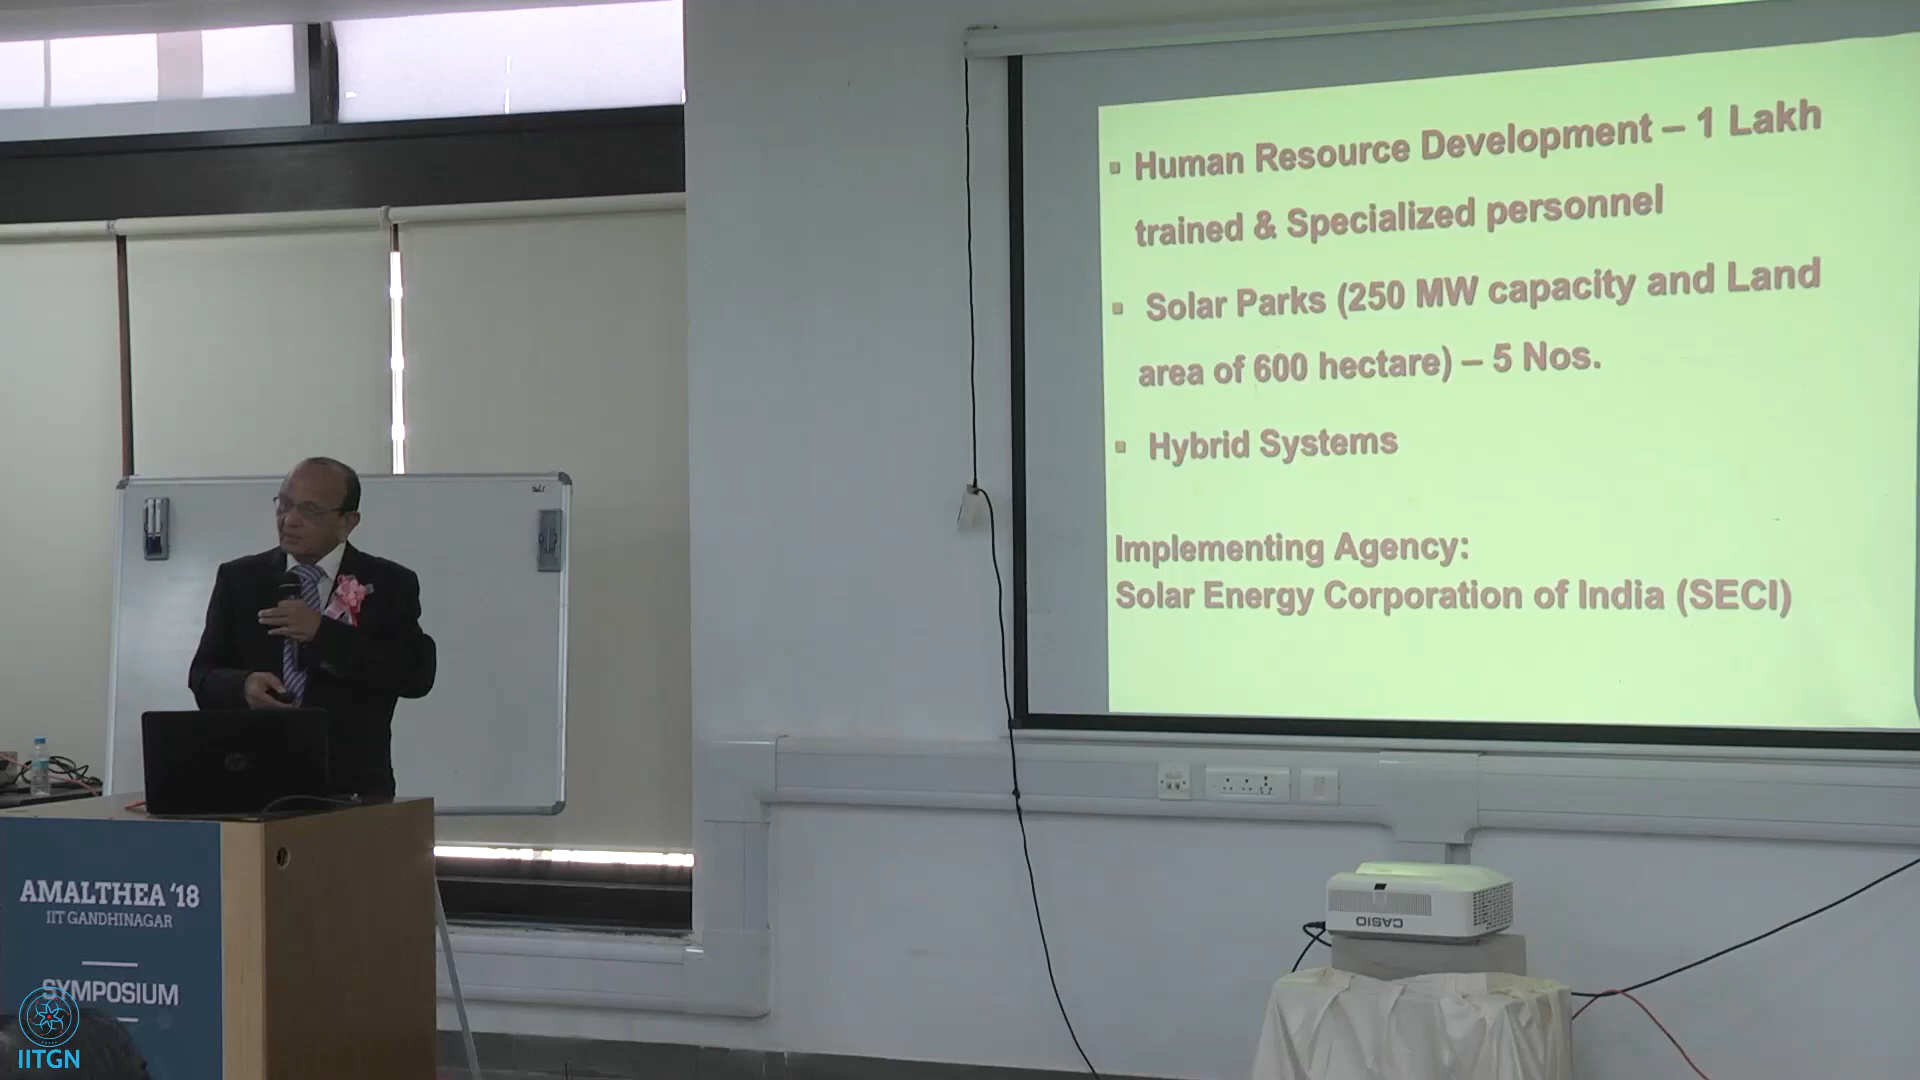 ▪ Human Resource Development – 1 Lakh
trained & Specialized personnel
▪ Solar Parks (250 MW capacity and Land
area of 600 hectare) – 5 Nos.
▪ Hybrid Systems
Implementing Agency:
Solar Energy Corporation of India (SECI)
AMALTHEA ‘18
IIT GANDHINAGAR
SYMPOSIUM
IITGN
CASIO